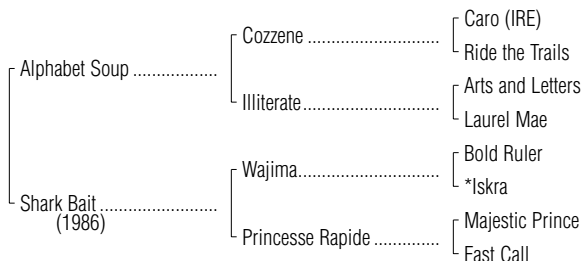 Caro (IRE)
Cozzene ................................
Ride the Trails
Alphabet Soup ....................
Arts and Letters
Illiterate.................................
Laurel Mae
Bold Ruler
Wajima..................................
*Iskra
Shark Bait ............................
(1986)
Majestic Prince
Princesse Rapide ................
Fast Call